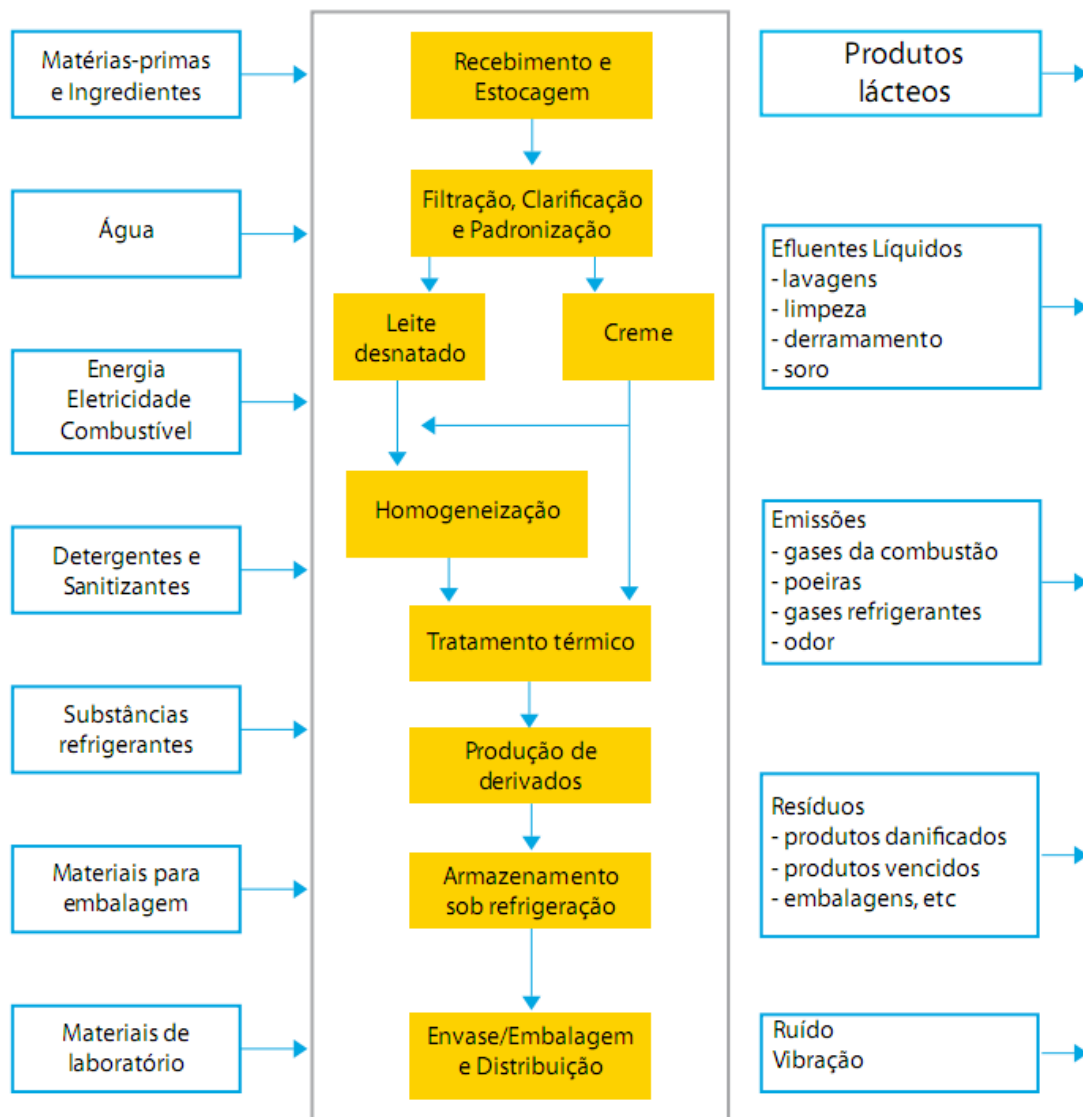 Matérias-primas
e Ingredientes
Água
Energia
Eletricidade
Combustível
Detergentes e
Sanitizantes
Substâncias
refrigerantes
Materiais para
embalagem
Materiais de
laboratório
Recebimento e
Estocagem
Filtração, Clarificação
e Padronização
Leite
desnatado
Creme
Homogeneização
Tratamento térmico
Produção de
derivados
Armazenamento
sob refrigeração
Envase/Embalagem
e Distribuição
Produtos
lácteos
Efluentes Líquidos
- lavagens
- limpeza
- derramamento
- soro
Emissões
- gases da combustão
- poeiras
- gases refrigerantes
- odor
Resíduos
- produtos danificados
- produtos vencidos
- embalagens, etc
Ruído
Vibração